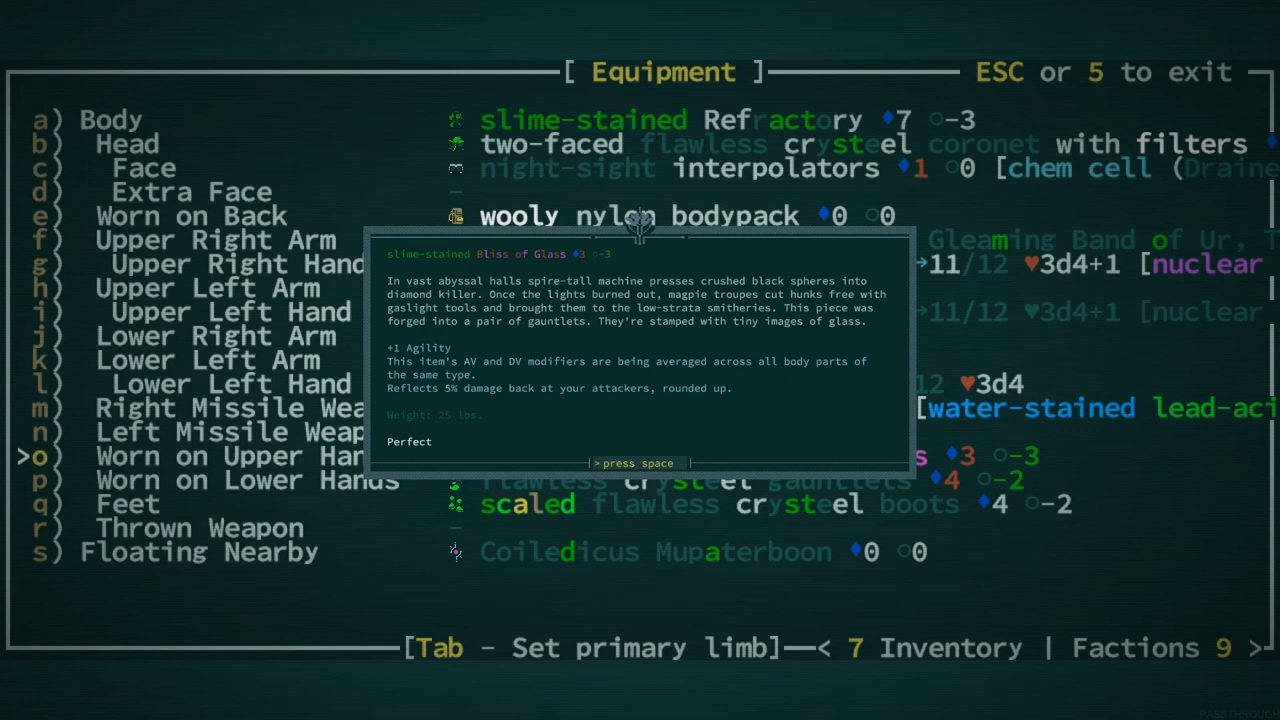 [ Equipment ] ESC or 5 to exit
a) Body slime-stained Refractory ♦7 ○-3
b) Head two-faced flawless crysteel coronet with filters ♦
c) Face night-sight interpolators ♦1 ○0 [chem cell (Draine
d) Extra Face –
e) Worn on Back wooly nylon bodypack ♦0 ○0
f) Upper Right Arm Gleaming Band of Ur, T
g) Upper Right Hand →11/12 ♥3d4+1 [nuclear
h) Upper Left Arm
i) Upper Left Hand →11/12 ♥3d4+1 [nuclear
j) Lower Right Arm
k) Lower Left Arm
l) Lower Left Hand 12 ♥3d4
m) Right Missile Wea [water-stained lead-aci
n) Left Missile Weap
>o) Worn on Upper Han s ♦3 ○-3
p) Worn on Lower Hands flawless crysteel gauntlets ♦4 ○-2
q) Feet scaled flawless crysteel boots ♦4 ○-2
r) Thrown Weapon –
s) Floating Nearby Coiledicus Mupaterboon ♦0 ○0
slime-stained Bliss of Glass ♦3 ○-3
In vast abyssal halls spire-tall machine presses crushed black spheres into
diamond killer. Once the lights burned out, magpie troupes cut hunks free with
gaslight tools and brought them to the low-strata smitheries. This piece was
forged into a pair of gauntlets. They're stamped with tiny images of glass.
+1 Agility
This item's AV and DV modifiers are being averaged across all body parts of
the same type.
Reflects 5% damage back at your attackers, rounded up.
Weight: 25 lbs.
Perfect
>press space
[Tab - Set primary limb] < 7 Inventory | Factions 9 >